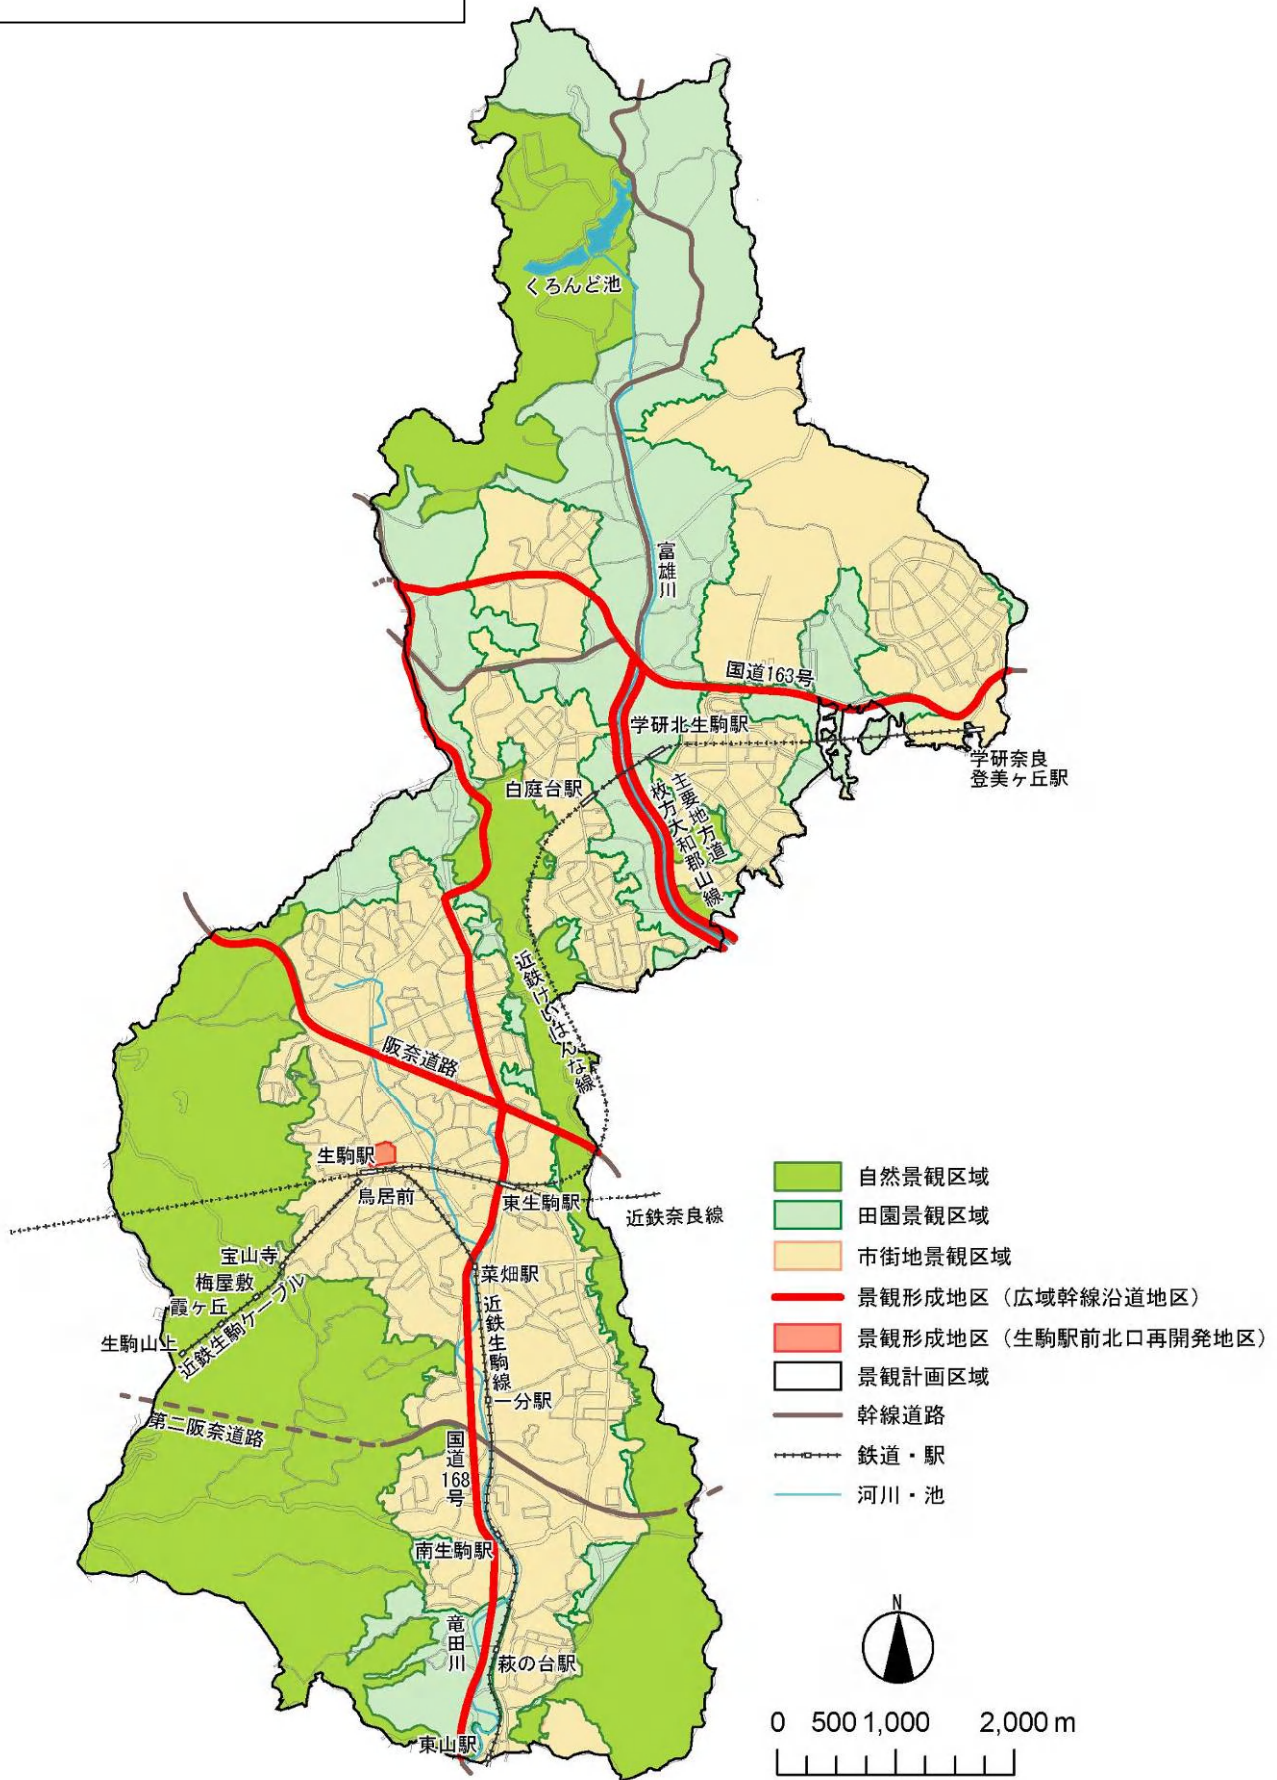 くろんど池
富雄川
国道163号
学研北生駒駅
学研奈良
登美ヶ丘駅
白庭台駅
主要地方道
枚方大和郡山線
近鉄けいはんな線
阪奈道路
生駒駅
鳥居前
東生駒駅
近鉄奈良線
宝山寺
梅屋敷
霞ヶ丘
生駒山上
近鉄生駒ケーブル
菜畑駅
近鉄生駒線
一分駅
第二阪奈道路
国道
168
号
南生駒駅
竜田川
萩の台駅
東山駅
自然景観区域
田園景観区域
市街地景観区域
景観形成地区(広域幹線沿道地区)
景観形成地区(生駒駅前北口再開発地区)
景観計画区域
幹線道路
鉄道・駅
河川・池
N
0 500 1,000 2,000 m